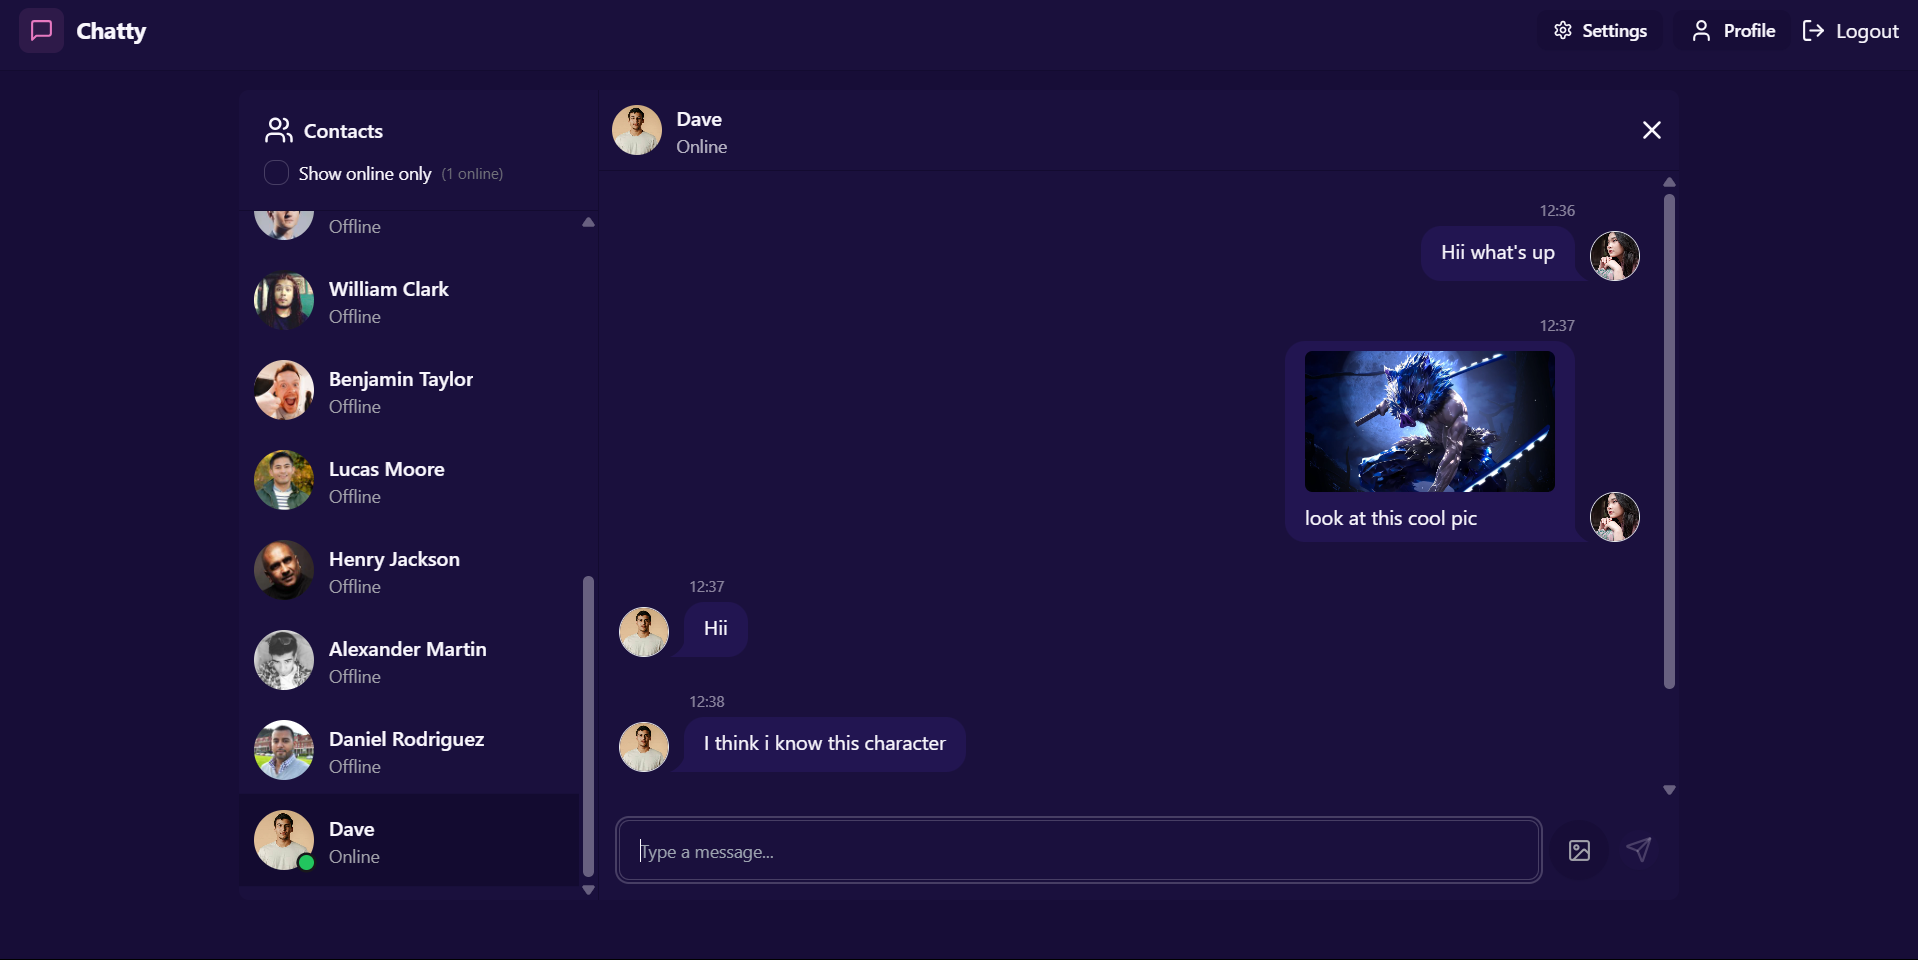 Chatty
Settings
Profile
Logout
Contacts
Show online only (1 online)
Offline
William Clark
Offline
Benjamin Taylor
Offline
Lucas Moore
Offline
Henry Jackson
Offline
Alexander Martin
Offline
Daniel Rodriguez
Offline
Dave
Online
Dave
Online
12:36
Hii what's up
12:37
look at this cool pic
12:37
Hii
12:38
I think i know this character
Type a message...